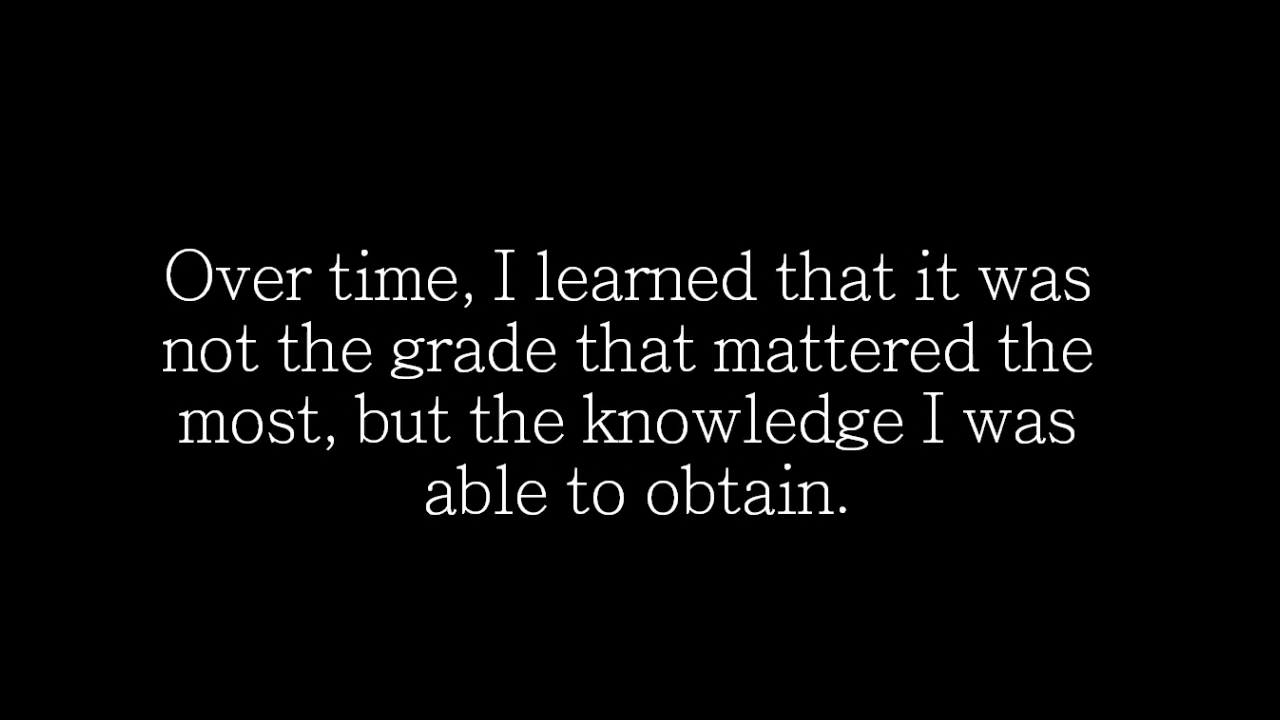 Over time, I learned that it was
not the grade that mattered the
most, but the knowledge I was
able to obtain.